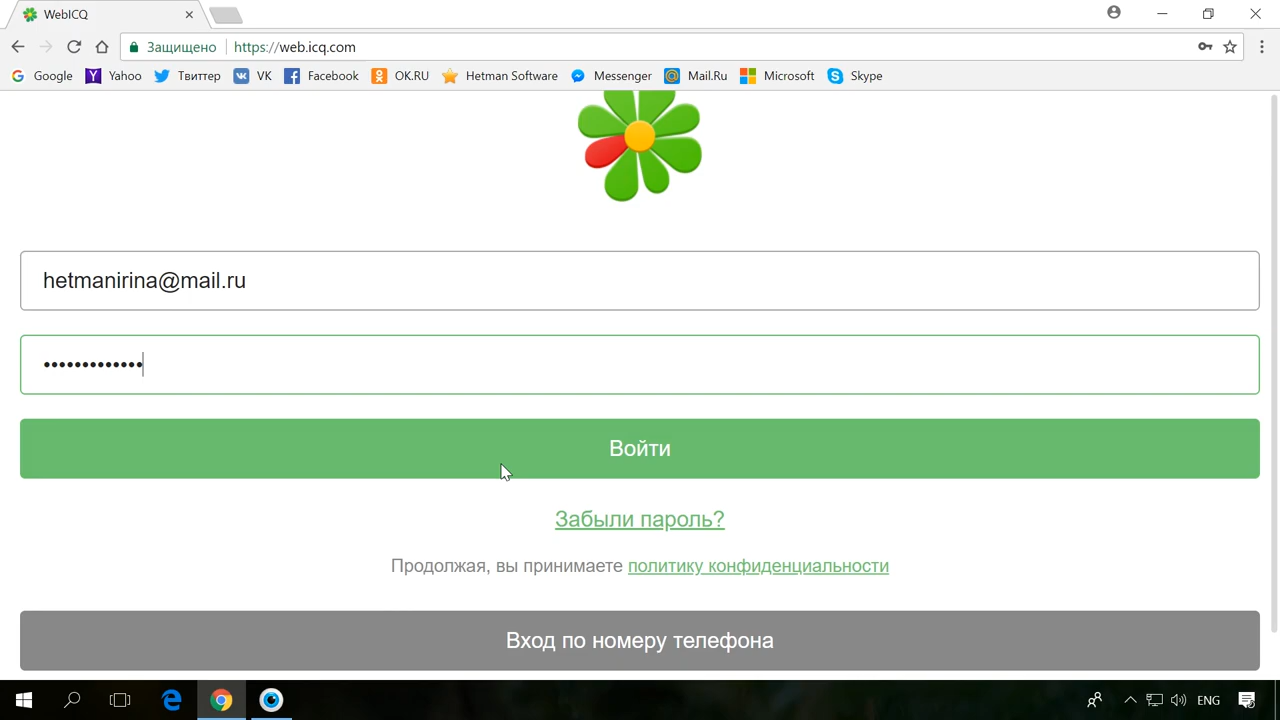 WebICQ
Защищено https://web.icq.com
Google Yahoo Твиттер VK Facebook OK.RU Hetman Software Messenger Mail.Ru Microsoft Skype
hetmanirina@mail.ru
•••••••••••••
Войти
Забыли пароль?
Продолжая, вы принимаете политику конфиденциальности
Вход по номеру телефона
ENG